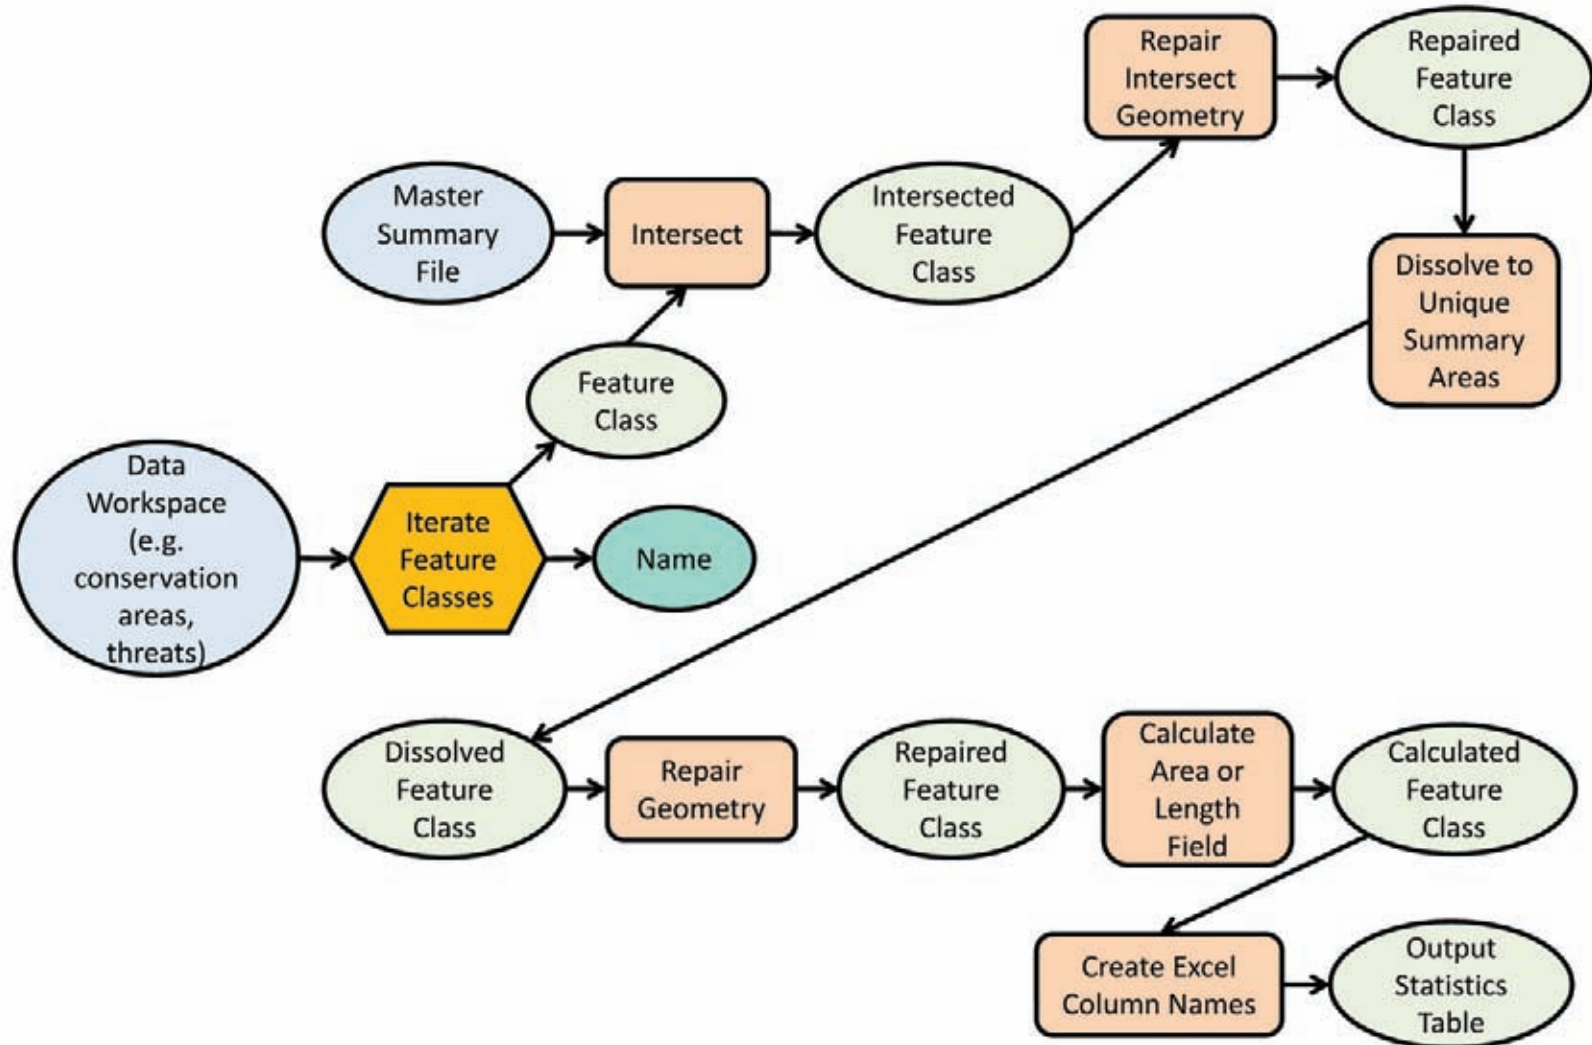 Repair
Intersect
Geometry
Repaired
Feature
Class
Master
Summary
File
Intersect
Intersected
Feature
Class
Dissolve to
Unique
Summary
Areas
Feature
Class
Data
Workspace
(e.g.
conservation
areas,
threats)
Iterate
Feature
Classes
Name
Dissolved
Feature
Class
Repair
Geometry
Repaired
Feature
Class
Calculate
Area or
Length
Field
Calculated
Feature
Class
Create Excel
Column Names
Output
Statistics
Table